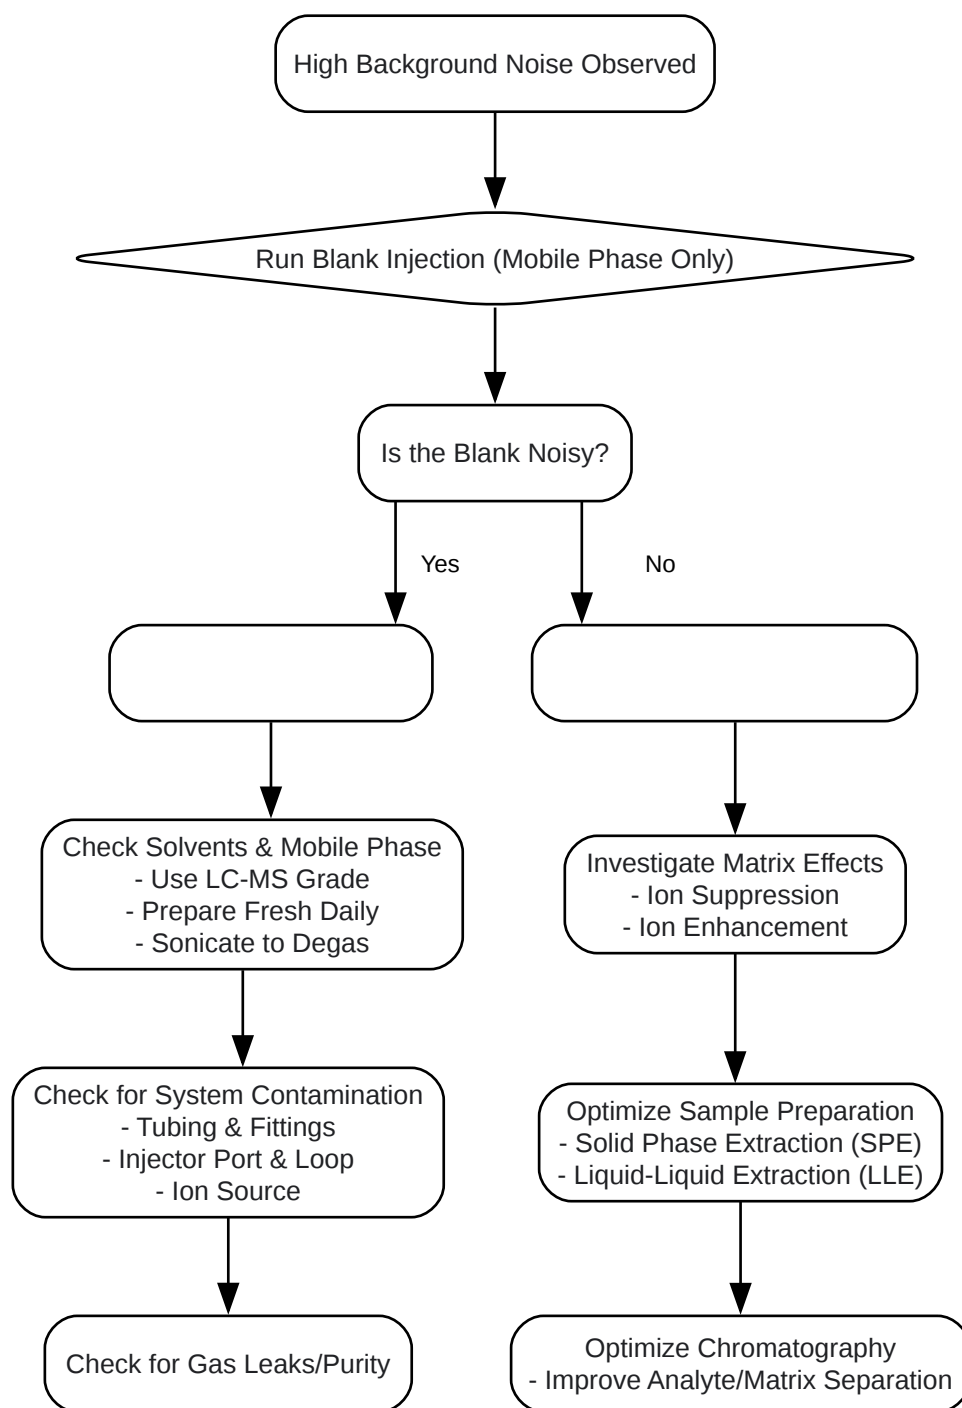 High Background Noise Observed
Run Blank Injection (Mobile Phase Only)
Is the Blank Noisy?
Yes
No
Check Solvents & Mobile Phase
- Use LC-MS Grade
- Prepare Fresh Daily
- Sonicate to Degas
Investigate Matrix Effects
- Ion Suppression
- Ion Enhancement
Check for System Contamination
- Tubing & Fittings
- Injector Port & Loop
- Ion Source
Optimize Sample Preparation
- Solid Phase Extraction (SPE)
- Liquid-Liquid Extraction (LLE)
Check for Gas Leaks/Purity
Optimize Chromatography
- Improve Analyte/Matrix Separation